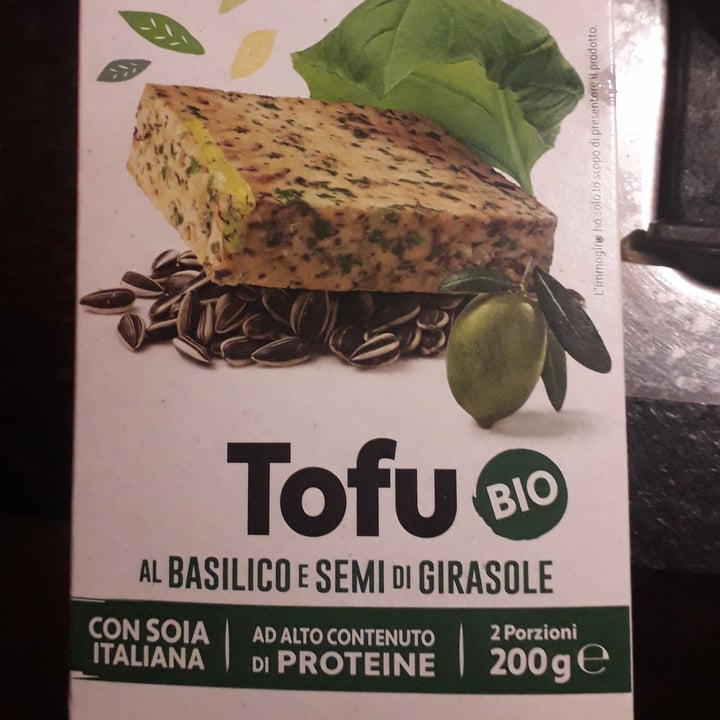 L'immagine ha solo lo scopo di presentare il prodotto.
Tofu BIO
AL BASILICO E SEMI DI GIRASOLE
CON SOIA
ITALIANA
AD ALTO CONTENUTO
DI PROTEINE
2 Porzioni
200 g ℮